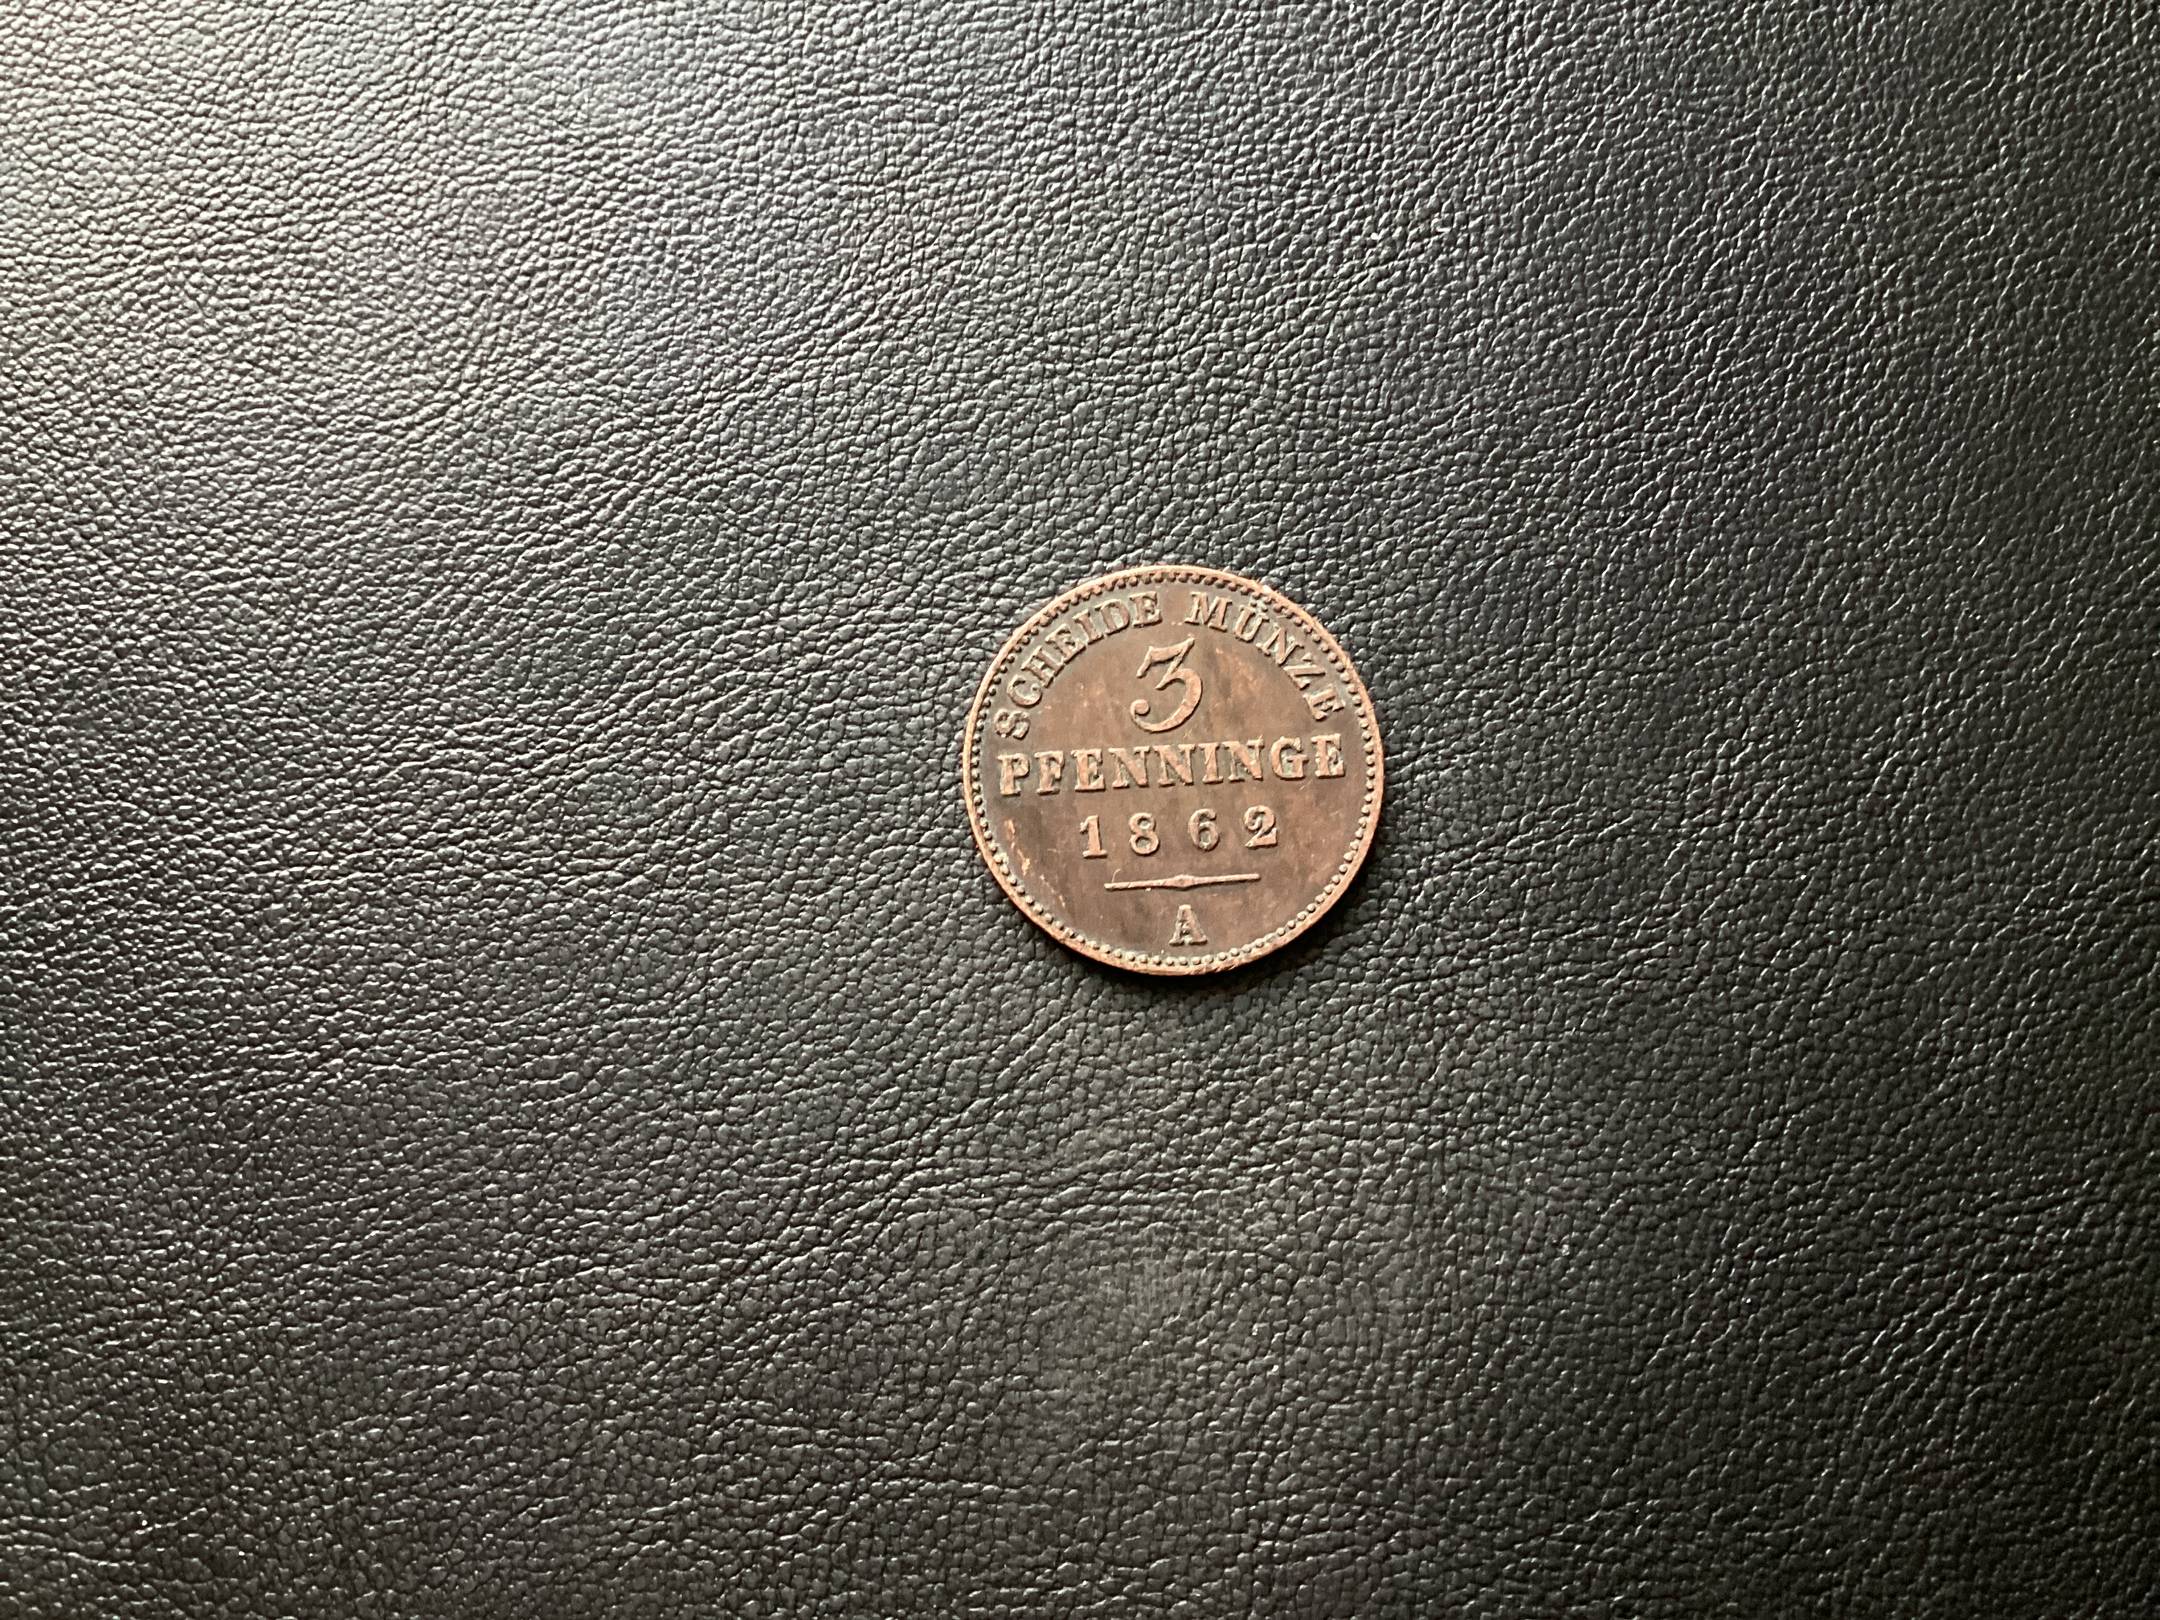 SCHEIDE MÜNZE
3
PFENNINGE
1862
A